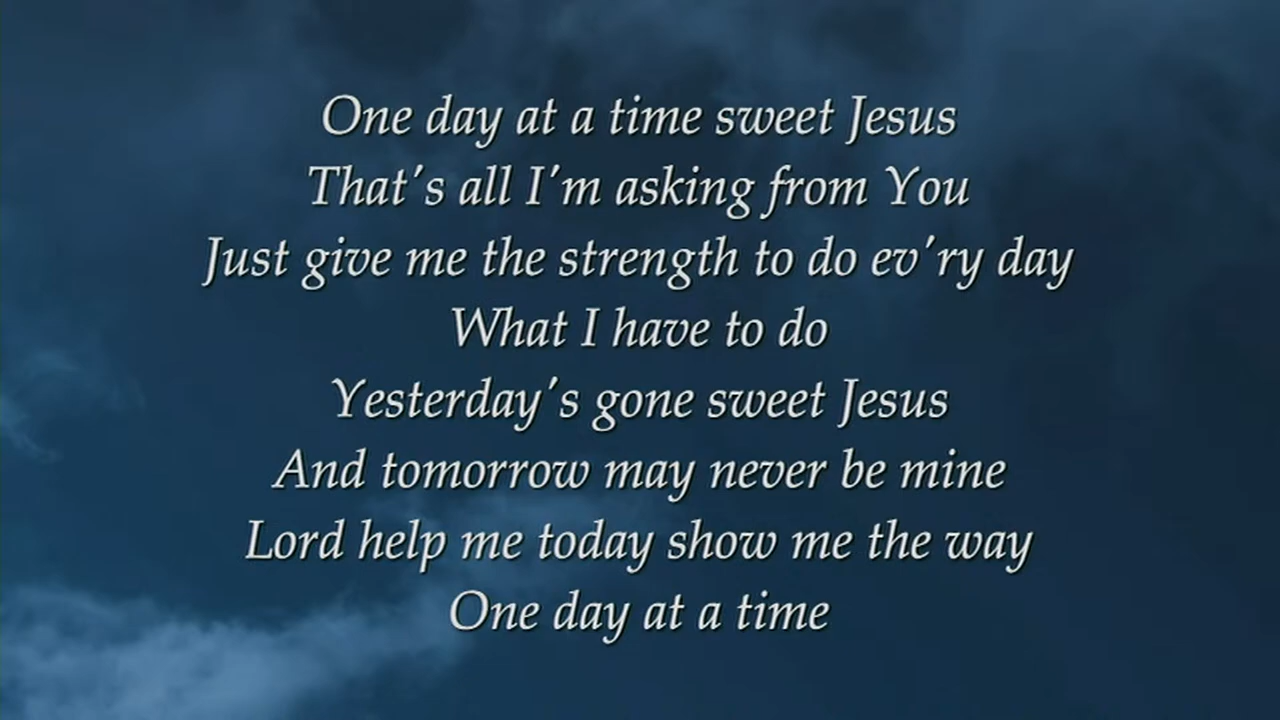 One day at a time sweet Jesus
That's all I'm asking from You
Just give me the strength to do ev'ry day
What I have to do
Yesterday's gone sweet Jesus
And tomorrow may never be mine
Lord help me today show me the way
One day at a time